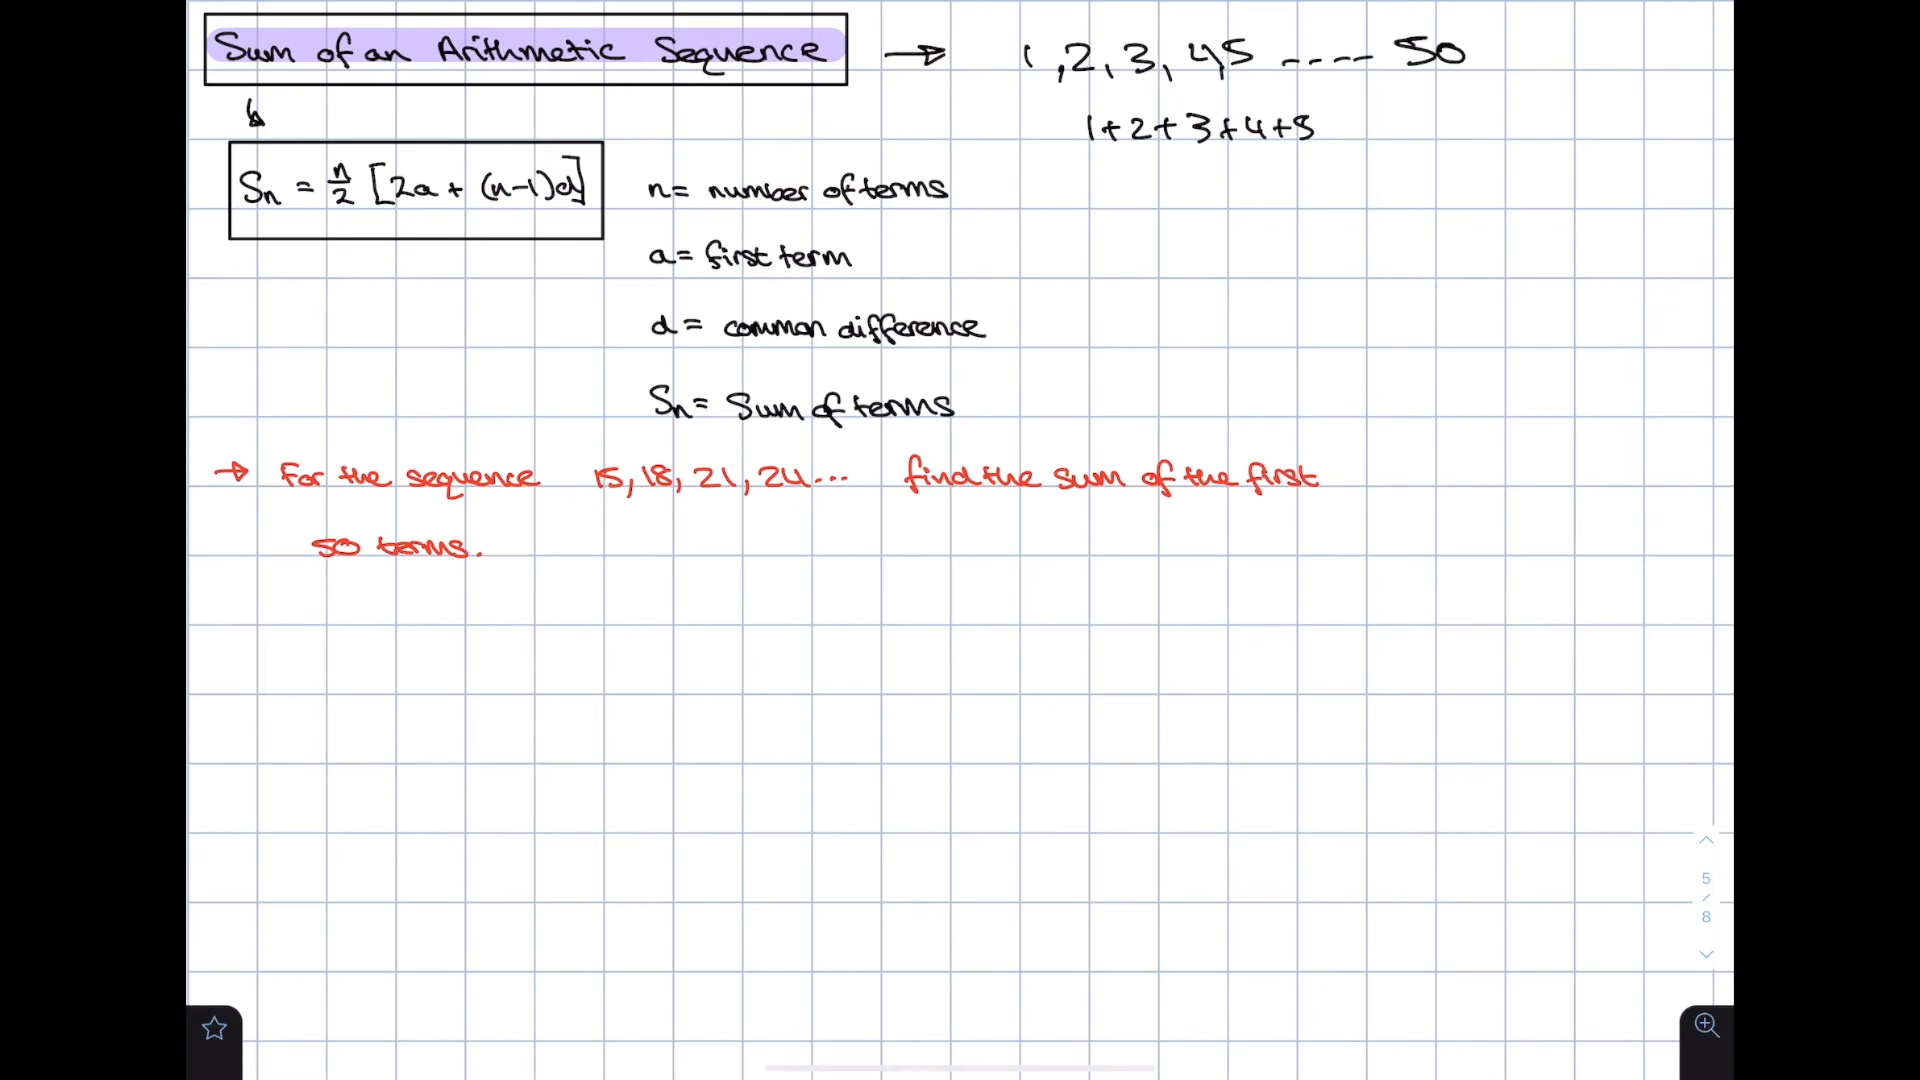 Sum of an Arithmetic Sequence → 1, 2, 3, 4, 5 ---- 50
1+2+3+4+5
Sn = n/2 [2a + (n-1)d] n= number of terms
a= first term
d= common difference
Sn= Sum of terms
→ For the sequence 15, 18, 21, 24... find the sum of the first
50 terms.
5
/
8